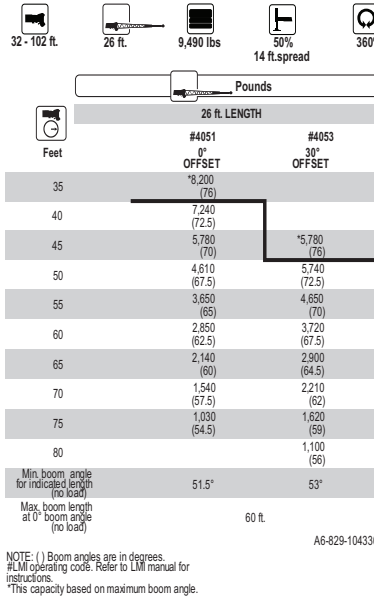 32 - 102 ft. 26 ft. 9,490 lbs 50% 360°
14 ft.spread
Pounds
26 ft. LENGTH
Feet #4051 #4053
0° 30°
OFFSET OFFSET
35 *8,200
(76)
40 7,240
(72.5)
45 5,780 *5,780
(70) (76)
50 4,610 5,740
(67.5) (72.5)
55 3,650 4,650
(65) (70)
60 2,850 3,720
(62.5) (67.5)
65 2,140 2,900
(60) (64.5)
70 1,540 2,210
(57.5) (62)
75 1,030 1,620
(54.5) (59)
80 1,100
(56)
Min. boom angle
for indicated length 51.5° 53°
(no load)
Max. boom length
at 0° boom angle 60 ft.
(no load)
A6-829-104330
NOTE: ( ) Boom angles are in degrees.
#LMI operating code. Refer to LMI manual for
instructions.
*This capacity based on maximum boom angle.